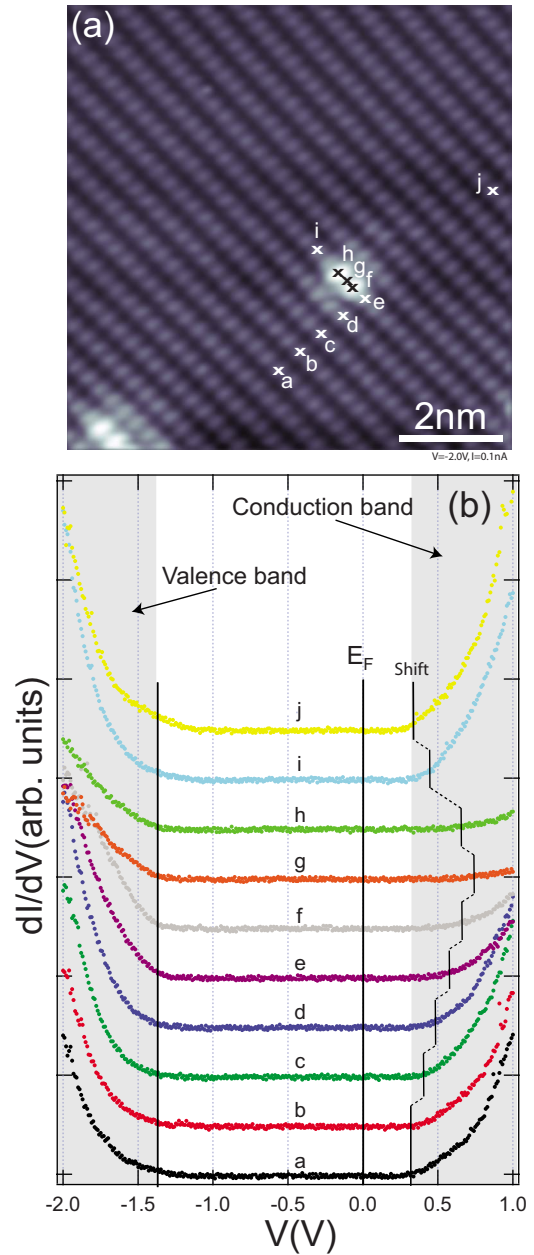 (a)
j
i
h
g
f
e
d
c
b
a
2nm
V=-2.0V, I=0.1nA
(b)
Conduction band
Valence band
E_F
Shift
j
i
h
g
f
e
d
c
b
a
dI/dV(arb. units)
-2.0 -1.5 -1.0 -0.5 0.0 0.5 1.0
V(V)